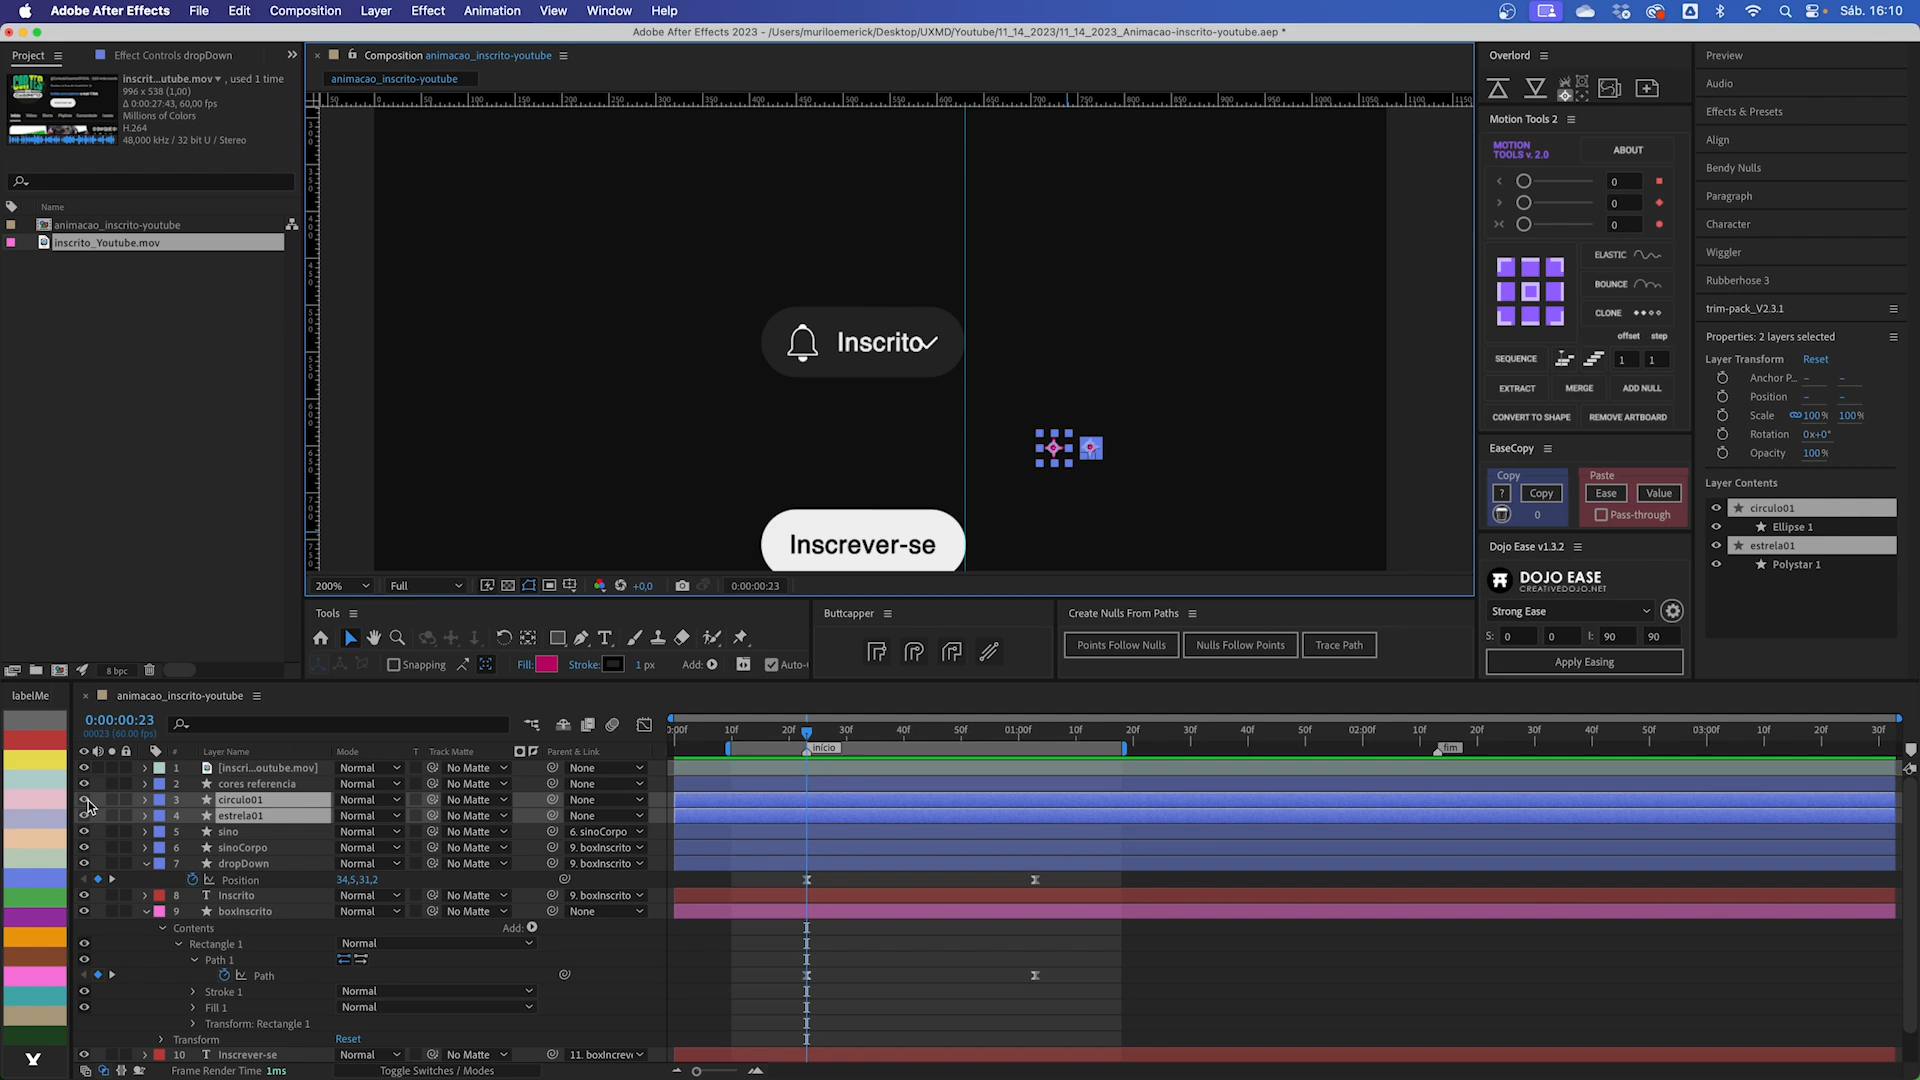 Adobe After Effects File Edit Composition Layer Effect Animation View Window Help Sáb. 16:10
Adobe After Effects 2023 - /Users/muriloemerick/Desktop/UXMD/Youtube/11_14_2023/11_14_2023_Animacao-inscrito-youtube.aep *
Project Effect Controls dropDown
inscrit...utube.mov, used 1 time
996 x 538 (1,00)
Δ 0:00:27:43, 60,00 fps
Millions of Colors
H.264
48,000 kHz / 32 bit U / Stereo
Name
animacao_inscrito-youtube
inscrito_Youtube.mov
8 bpc
Composition animacao_inscrito-youtube
animacao_inscrito-youtube
Inscrito
Inscrever-se
200% Full +0,0 0:00:00:23
Tools
Snapping Fill: Stroke: 1 px Add: Auto-
Buttcapper
Create Nulls From Paths
Points Follow Nulls Nulls Follow Points Trace Path
Overlord
Motion Tools 2
MOTION TOOLS v. 2.0 ABOUT
0
0
0
ELASTIC
BOUNCE
CLONE
offset step
SEQUENCE 1 1
EXTRACT MERGE ADD NULL
CONVERT TO SHAPE REMOVE ARTBOARD
EaseCopy
Copy Paste
? Copy Ease Value
0 Pass-through
Dojo Ease v1.3.2
DOJO EASE
CREATIVEDOJO.NET
Strong Ease
S: 0 0 I: 90 90
Apply Easing
Preview
Audio
Effects & Presets
Align
Bendy Nulls
Paragraph
Character
Wiggler
Rubberhose 3
trim-pack_V2.3.1
Properties: 2 layers selected
Layer Transform Reset
Anchor P...
Position
Scale 100% 100%
Rotation 0x+0°
Opacity 100%
Layer Contents
circulo01
Ellipse 1
estrela01
Polystar 1
labelMe
animacao_inscrito-youtube
0:00:00:23
00023 (60.00 fps)
0:00f 10f 20f 30f 40f 50f 01:00f 10f 20f 30f 40f 50f 02:00f 10f 20f 30f 40f 50f 03:00f 10f 20f 30f
início fim
# Layer Name Mode T Track Matte Parent & Link
1 [inscri...outube.mov] Normal No Matte None
2 cores referencia Normal No Matte None
3 circulo01 Normal No Matte None
4 estrela01 Normal No Matte None
5 sino Normal No Matte 6. sinoCorpo
6 sinoCorpo Normal No Matte 9. boxInscrito
7 dropDown Normal No Matte 9. boxInscrito
Position 34,5,31,2
8 T Inscrito Normal No Matte 9. boxInscrito
9 boxInscrito Normal No Matte None
Contents Add:
Rectangle 1 Normal
Path 1
Path
Stroke 1 Normal
Fill 1 Normal
Transform: Rectangle 1
Transform Reset
10 T Inscrever-se Normal No Matte 11. boxIncrev
Frame Render Time 1ms Toggle Switches / Modes